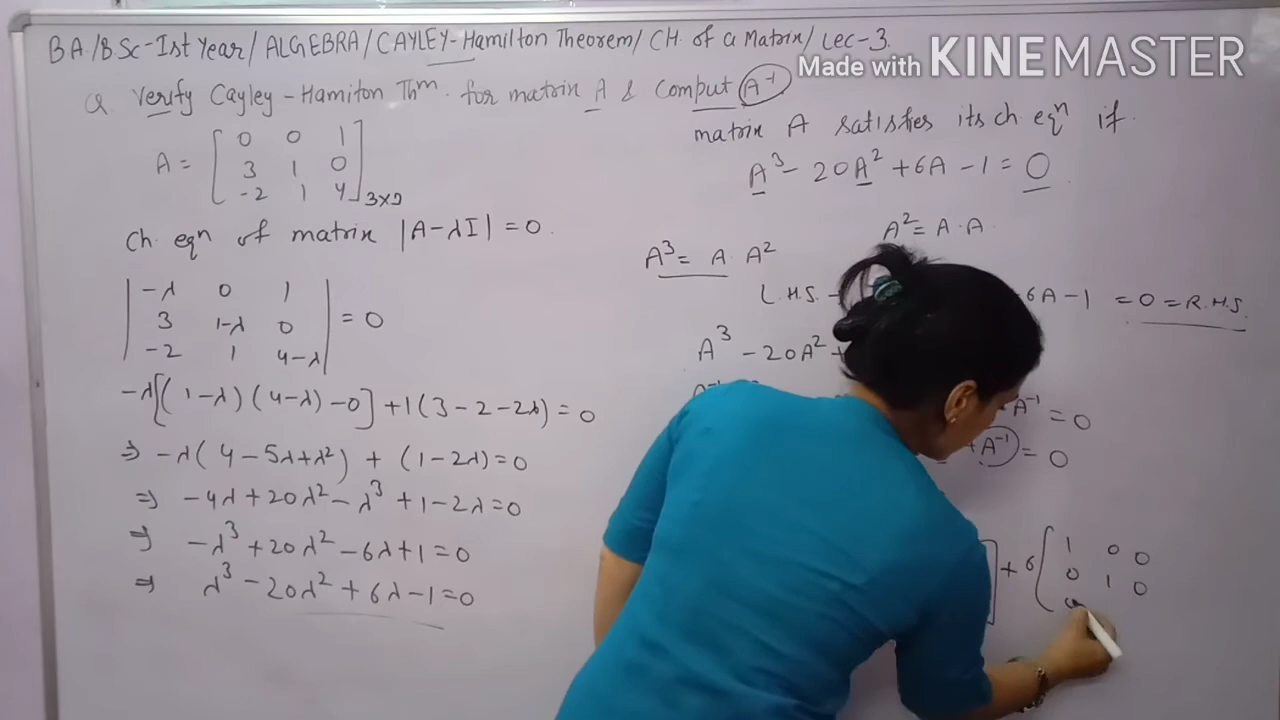 BA/BSc-Ist Year/ALGEBRA/CAYLEY-Hamilton Theorem/CH. of a Matrix/Lec-3.
Made with KINEMASTER
Q. Verify Cayley-Hamiton Thm. for matrix A & Comput A⁻¹
A = [ 0 0 1
3 1 0
-2 1 4 ]
Ch. eqn of matrix |A-λI| = 0.
| -λ 0 1
3 1-λ 0
-2 1 4-λ | = 0
-λ[(1-λ)(4-λ)-0] + 1(3-2-2λ) = 0
⇒ -λ(4-5λ+λ²) + (1-2λ) = 0
⇒ -4λ+20λ²-λ³+1-2λ=0
⇒ -λ³+20λ²-6λ+1=0
⇒ λ³-20λ²+6λ-1=0
matrix A satisfies its ch eqn if.
A³-20A²+6A-1=0
A² = A.A
A³ = A. A²
L.H.S. 6A-1 = 0 = R.H.S.
A³-20A²+
A⁻¹ = 0
+A⁻¹ = 0
] + 6 ( 1 0 0
0 1 0